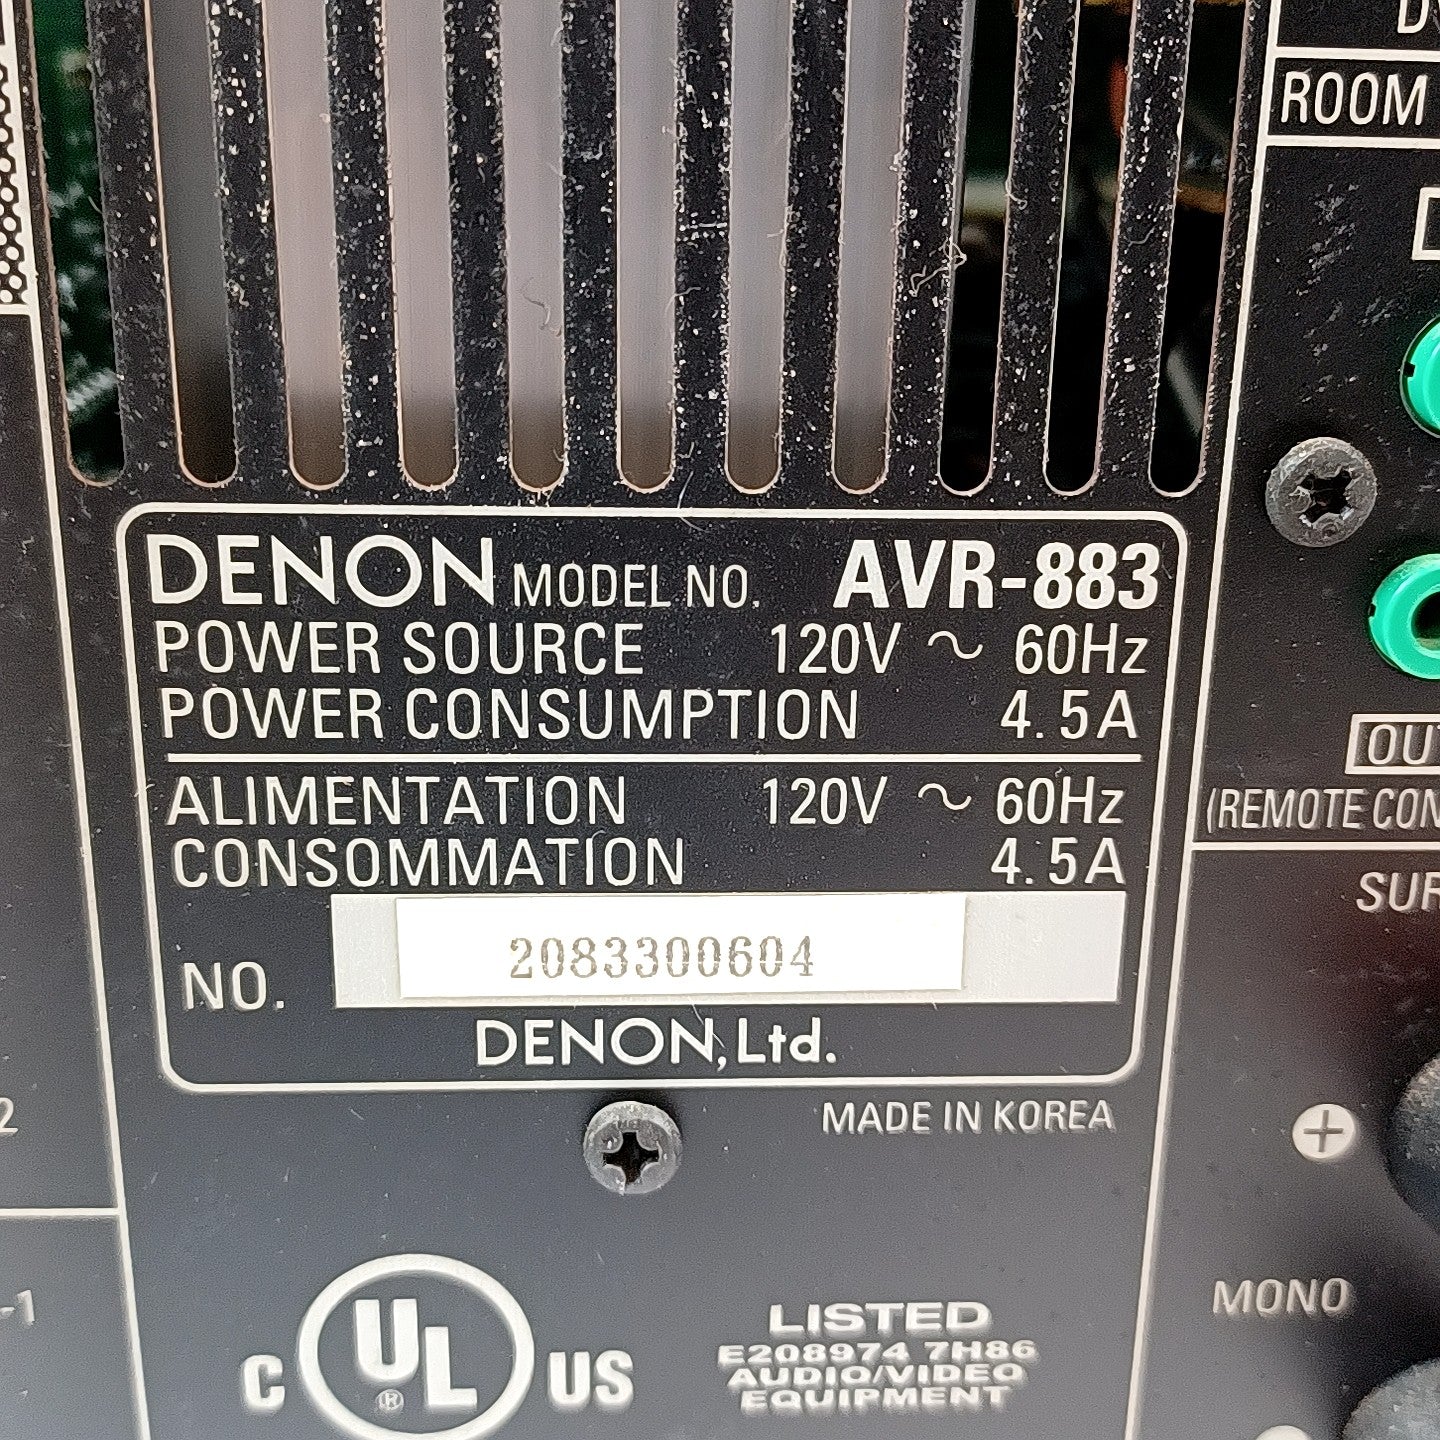 ROOM
DENON MODEL NO. AVR-883
POWER SOURCE 120V ~ 60Hz
POWER CONSUMPTION 4.5A
OUT
(REMOTE CON
ALIMENTATION 120V ~ 60Hz
CONSOMMATION 4.5A
SUR
NO. 2083300604
DENON, Ltd.
MADE IN KOREA
2
+
-1
MONO
C UL ® US
LISTED
E208974 7H86
AUDIO/VIDEO
EQUIPMENT